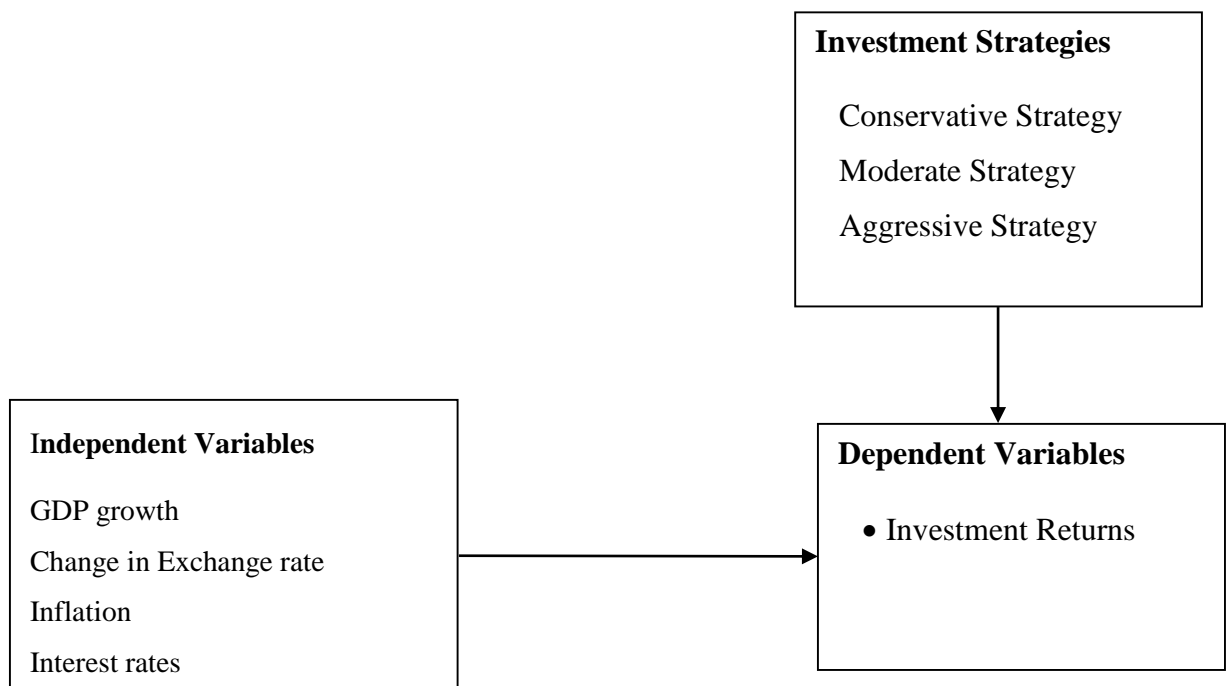 Investment Strategies
Conservative Strategy
Moderate Strategy
Aggressive Strategy
Independent Variables
GDP growth
Change in Exchange rate
Inflation
Interest rates
Dependent Variables
• Investment Returns